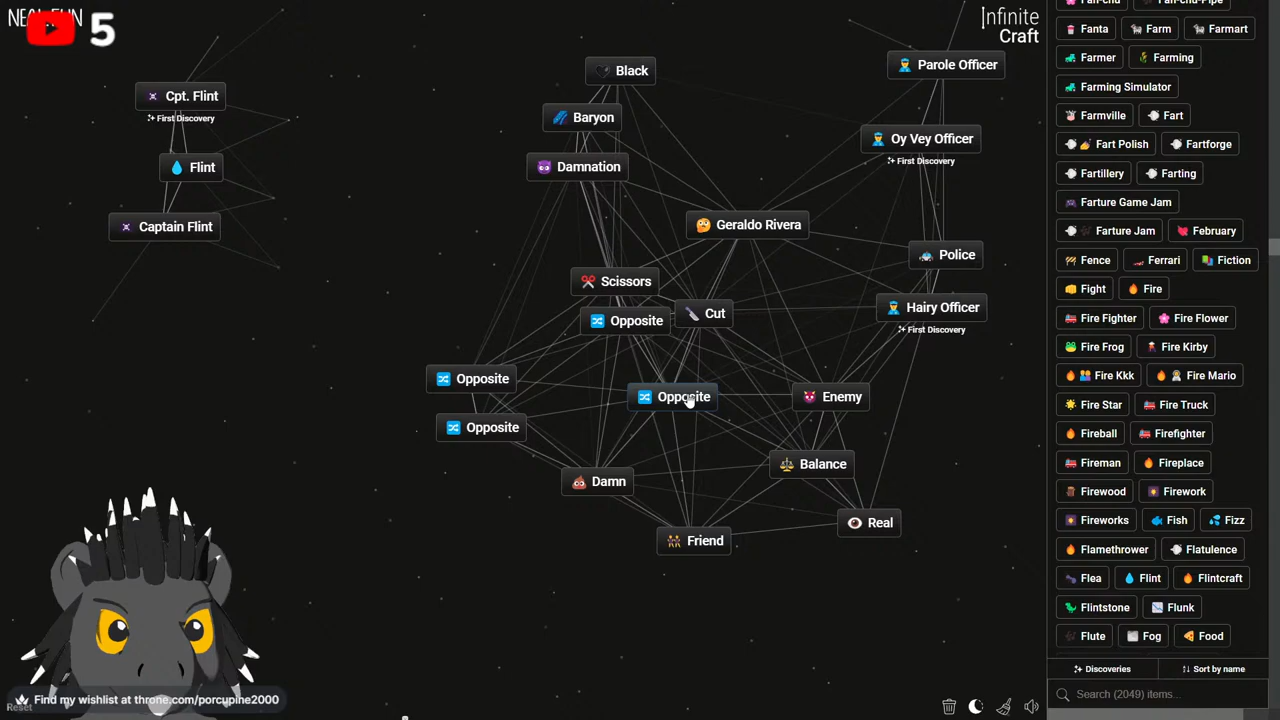 5
Infinite
Craft
Cpt. Flint
First Discovery
Flint
Captain Flint
Black
Baryon
Damnation
Geraldo Rivera
Scissors
Opposite
Cut
Opposite
Opposite
Opposite
Enemy
Balance
Damn
Friend
Real
Parole Officer
Oy Vey Officer
First Discovery
Police
Hairy Officer
First Discovery
Fanta Farm Farmart
Farmer Farming
Farming Simulator
Farmville Fart
Fart Polish Fartforge
Fartillery Farting
Farture Game Jam
Farture Jam February
Fence Ferrari Fiction
Fight Fire
Fire Fighter Fire Flower
Fire Frog Fire Kirby
Fire Kkk Fire Mario
Fire Star Fire Truck
Fireball Firefighter
Fireman Fireplace
Firewood Firework
Fireworks Fish Fizz
Flamethrower Flatulence
Flea Flint Flintcraft
Flintstone Flunk
Flute Fog Food
Discoveries Sort by name
Search (2049) items...
Find my wishlist at throne.com/porcupine2000
Reset